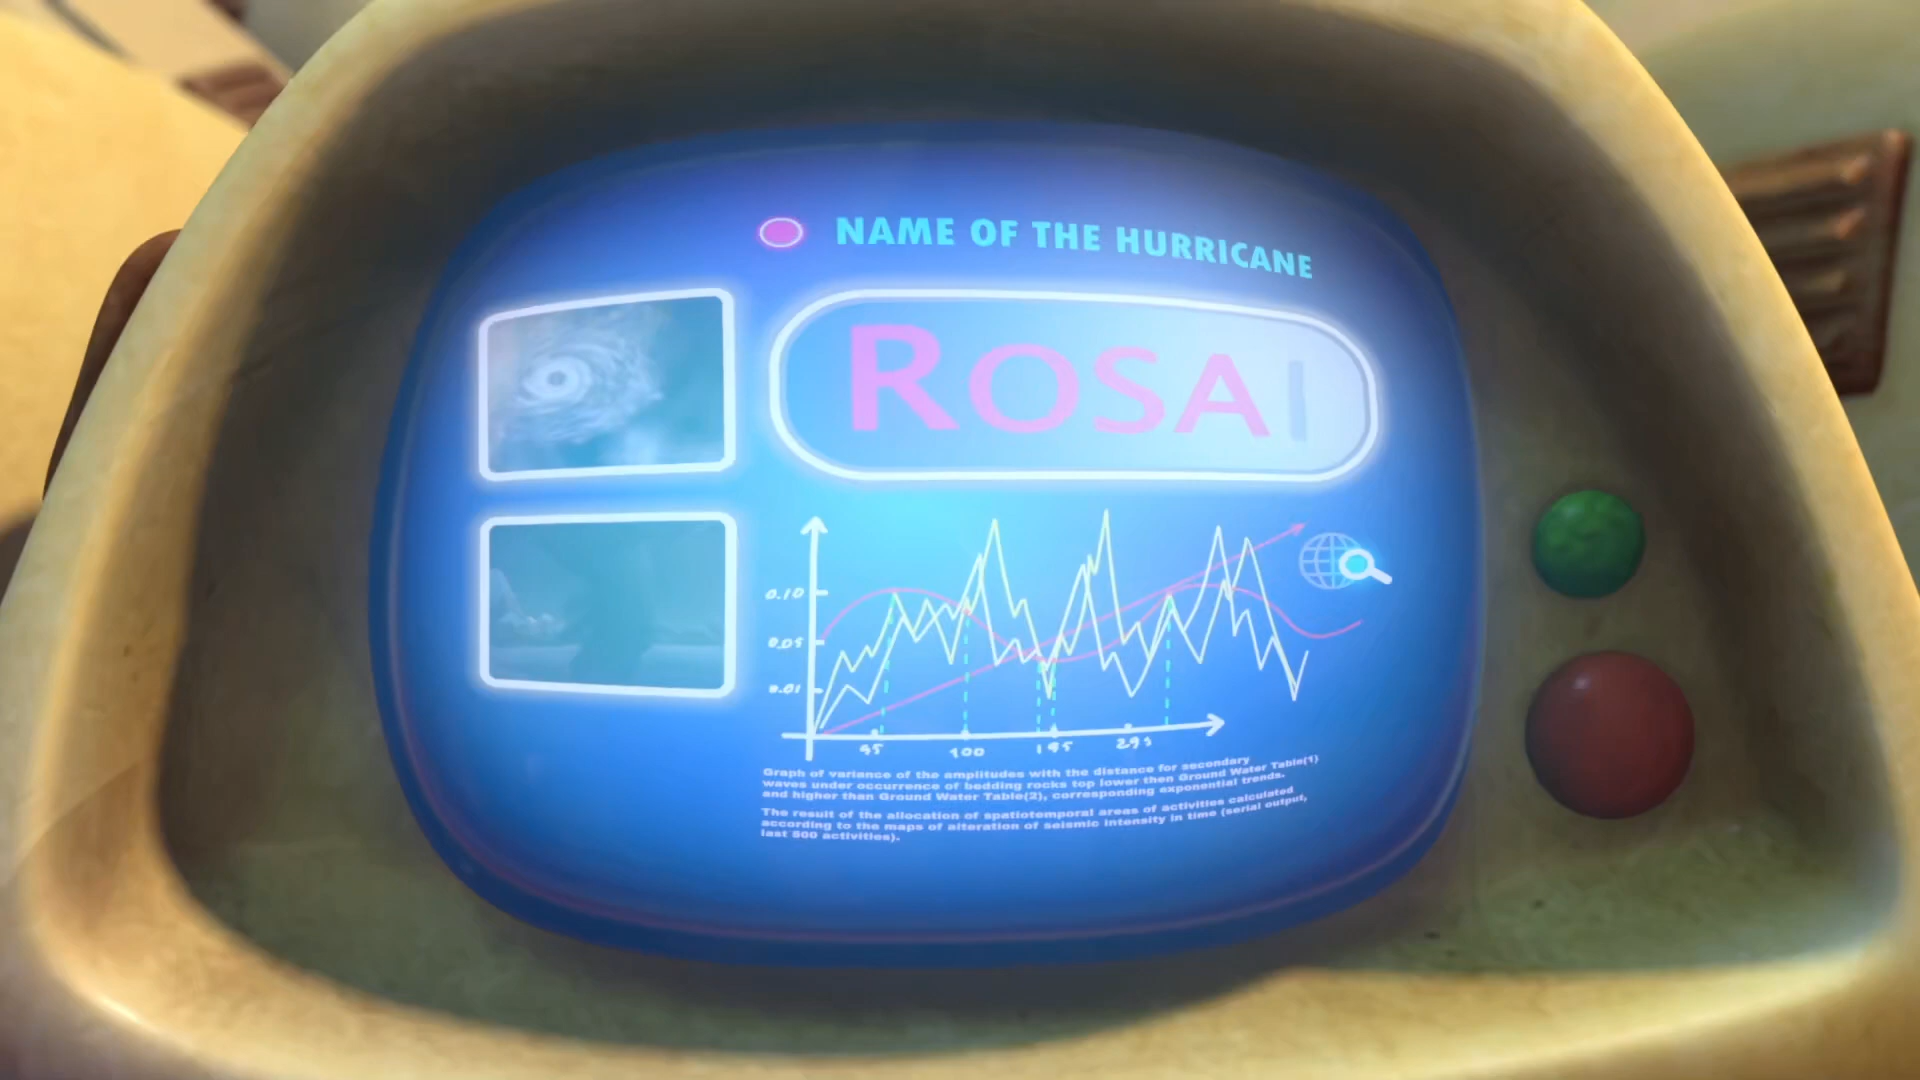 NAME OF THE HURRICANE
ROSA
0.10
0.05
0.01
45
100
195
295
Graph of variance of the amplitudes with the distance for secondary
waves under occurrence of bedding rocks top lower then Ground Water Table(1)
and higher than Ground Water Table(2), corresponding exponential trends.
The result of the allocation of spatiotemporal areas of activities calculated
according to the maps of alteration of seismic intensity in time (serial output,
last 500 activities).